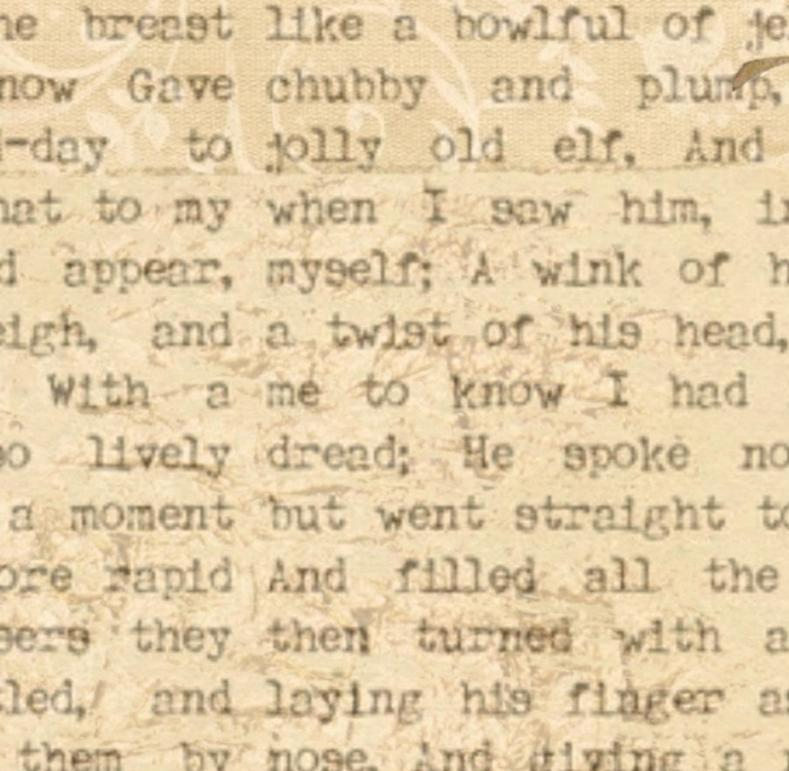 he breast
now Gave
-day to
hat to my
d appear,
eigh, and
With a
o lively
a moment
ore rapid
sers they
led, and
them by
like a bowlful of je
chubby and plump,
jolly old elf, And
when I saw him, in
myself; A wink of h
a twist of his head,
me to know I had
dread; He spoke no
but went straight to
And filled all the
then turned with a
laying his finger as
nose, And giving a